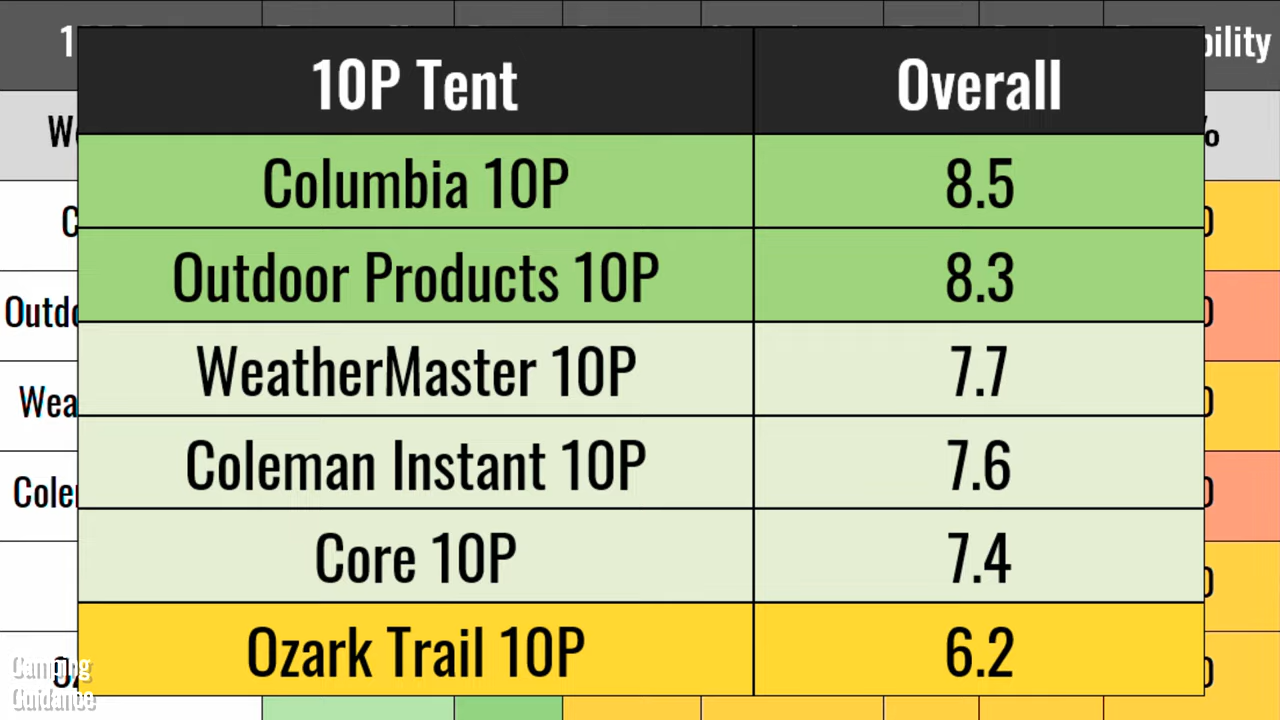 10P Tent Overall
Columbia 10P 8.5
Outdoor Products 10P 8.3
WeatherMaster 10P 7.7
Coleman Instant 10P 7.6
Core 10P 7.4
Ozark Trail 10P 6.2
Camping
Guidance